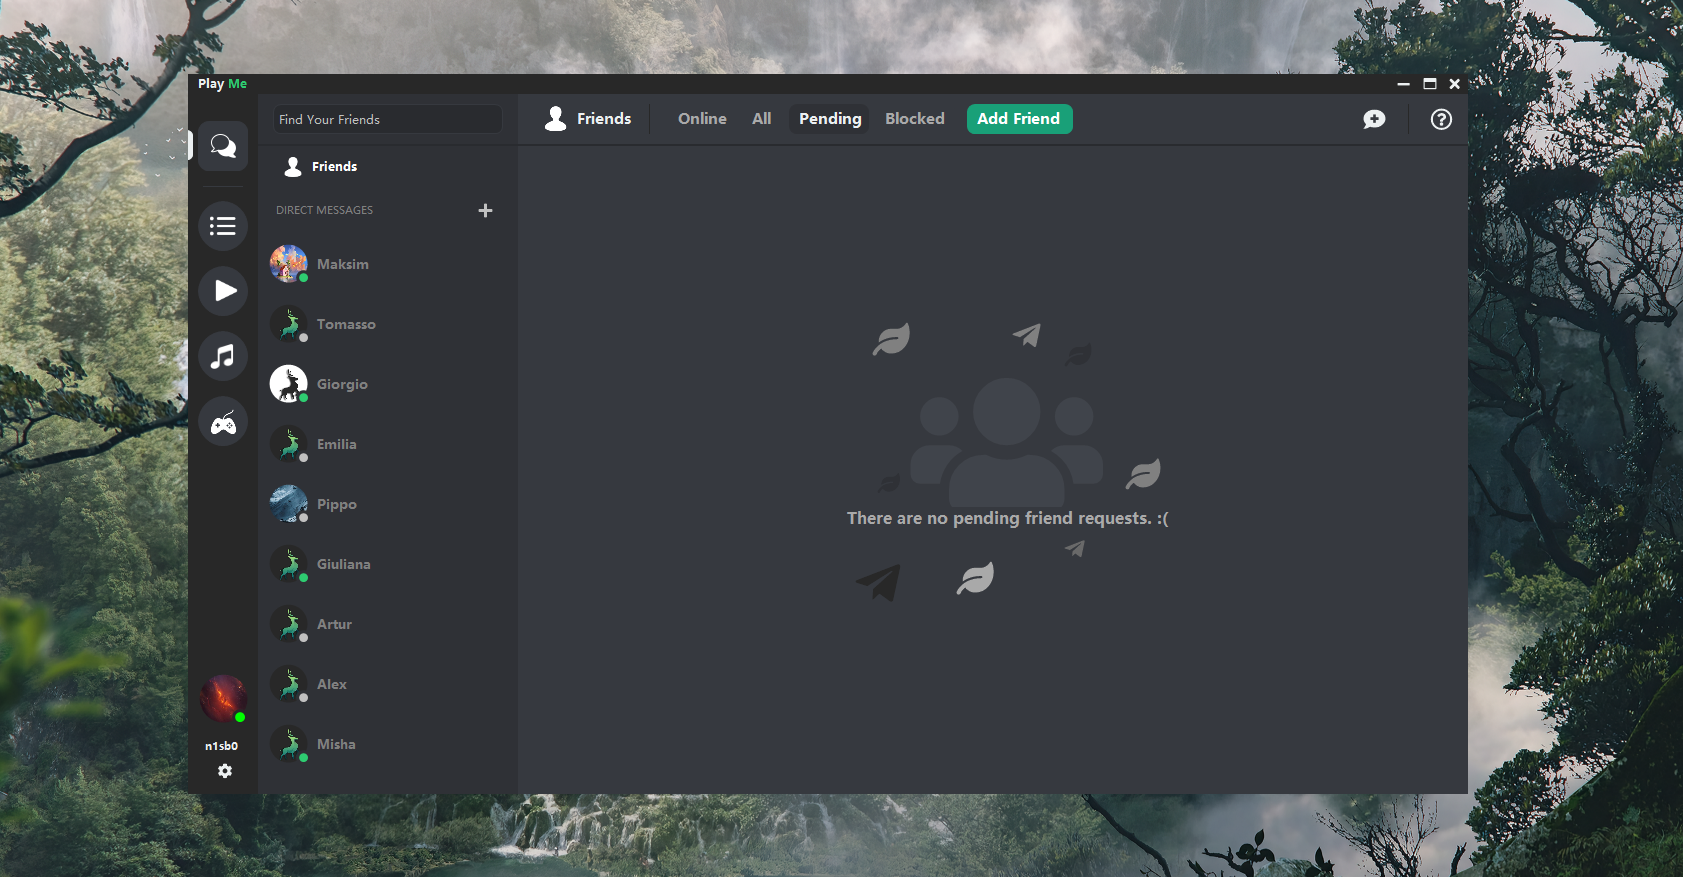 Play Me
Find Your Friends
Friends
DIRECT MESSAGES
Maksim
Tomasso
Giorgio
Emilia
Pippo
Giuliana
Artur
Alex
Misha
n1sb0
Friends Online All Pending Blocked Add Friend
There are no pending friend requests. :(